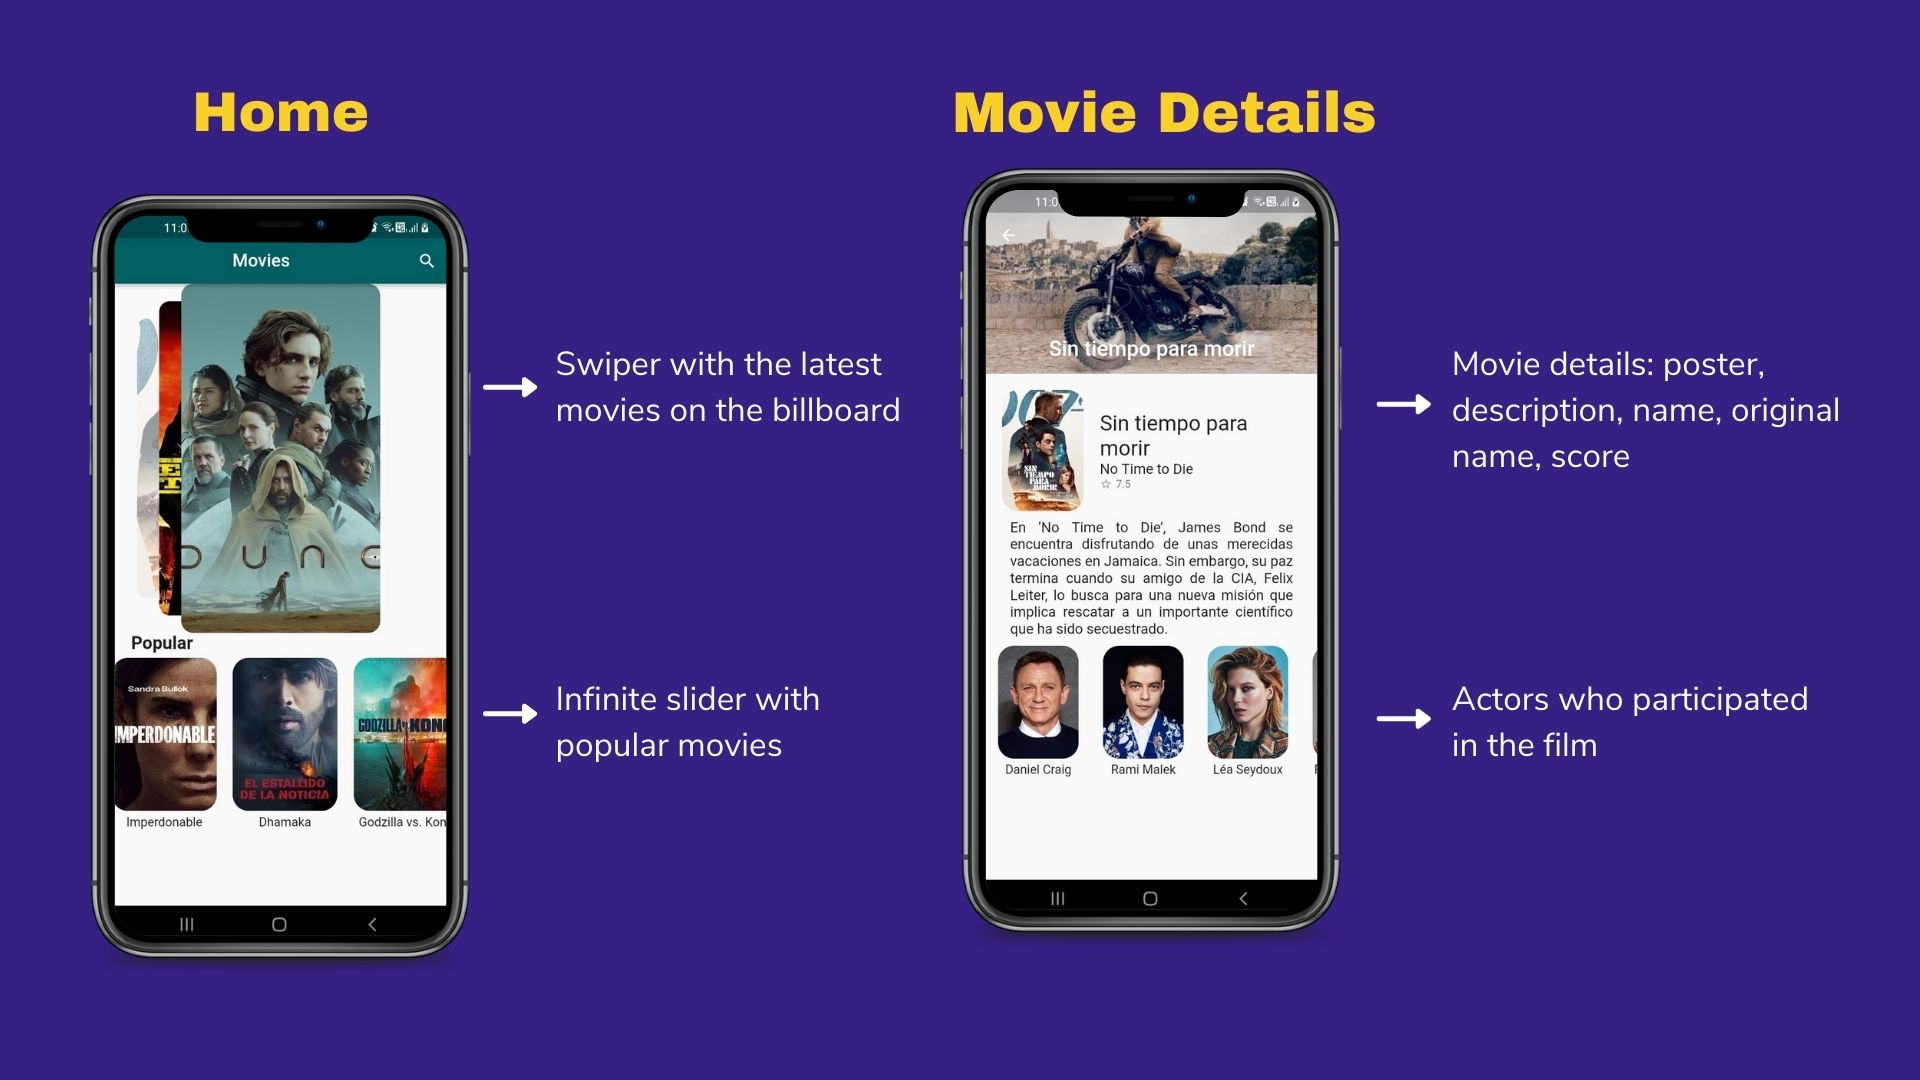 Home
Movie Details
11:0
Movies
DUNC
Popular
Sandra Bullok
IMPERDONABLE
EL ESTALLIDO
DE LA NOTICIA
GODZILLA KONG
Imperdonable
Dhamaka
Godzilla vs. Kon
Swiper with the latest
movies on the billboard
Infinite slider with
popular movies
11:0
Sin tiempo para morir
007
SIN
TIEMPO
PARA
MORIR
Sin tiempo para
morir
No Time to Die
7.5
En ‘No Time to Die’, James Bond se
encuentra disfrutando de unas merecidas
vacaciones en Jamaica. Sin embargo, su paz
termina cuando su amigo de la CIA, Felix
Leiter, lo busca para una nueva misión que
implica rescatar a un importante científico
que ha sido secuestrado.
Daniel Craig
Rami Malek
Léa Seydoux
Movie details: poster,
description, name, original
name, score
Actors who participated
in the film